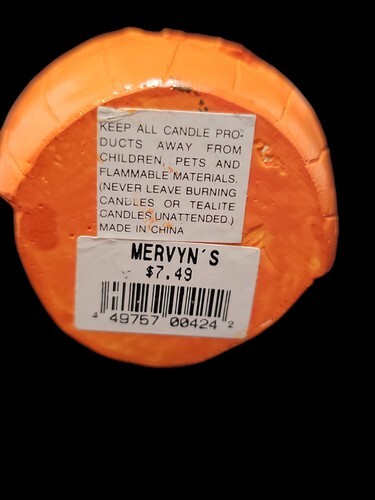 KEEP ALL CANDLE PRO-
DUCTS AWAY FROM
CHILDREN, PETS AND
FLAMMABLE MATERIALS.
(NEVER LEAVE BURNING
CANDLES OR TEALITE
CANDLES UNATTENDED.)
MADE IN CHINA
MERVYN'S
$7.49
4 49757 00424 2